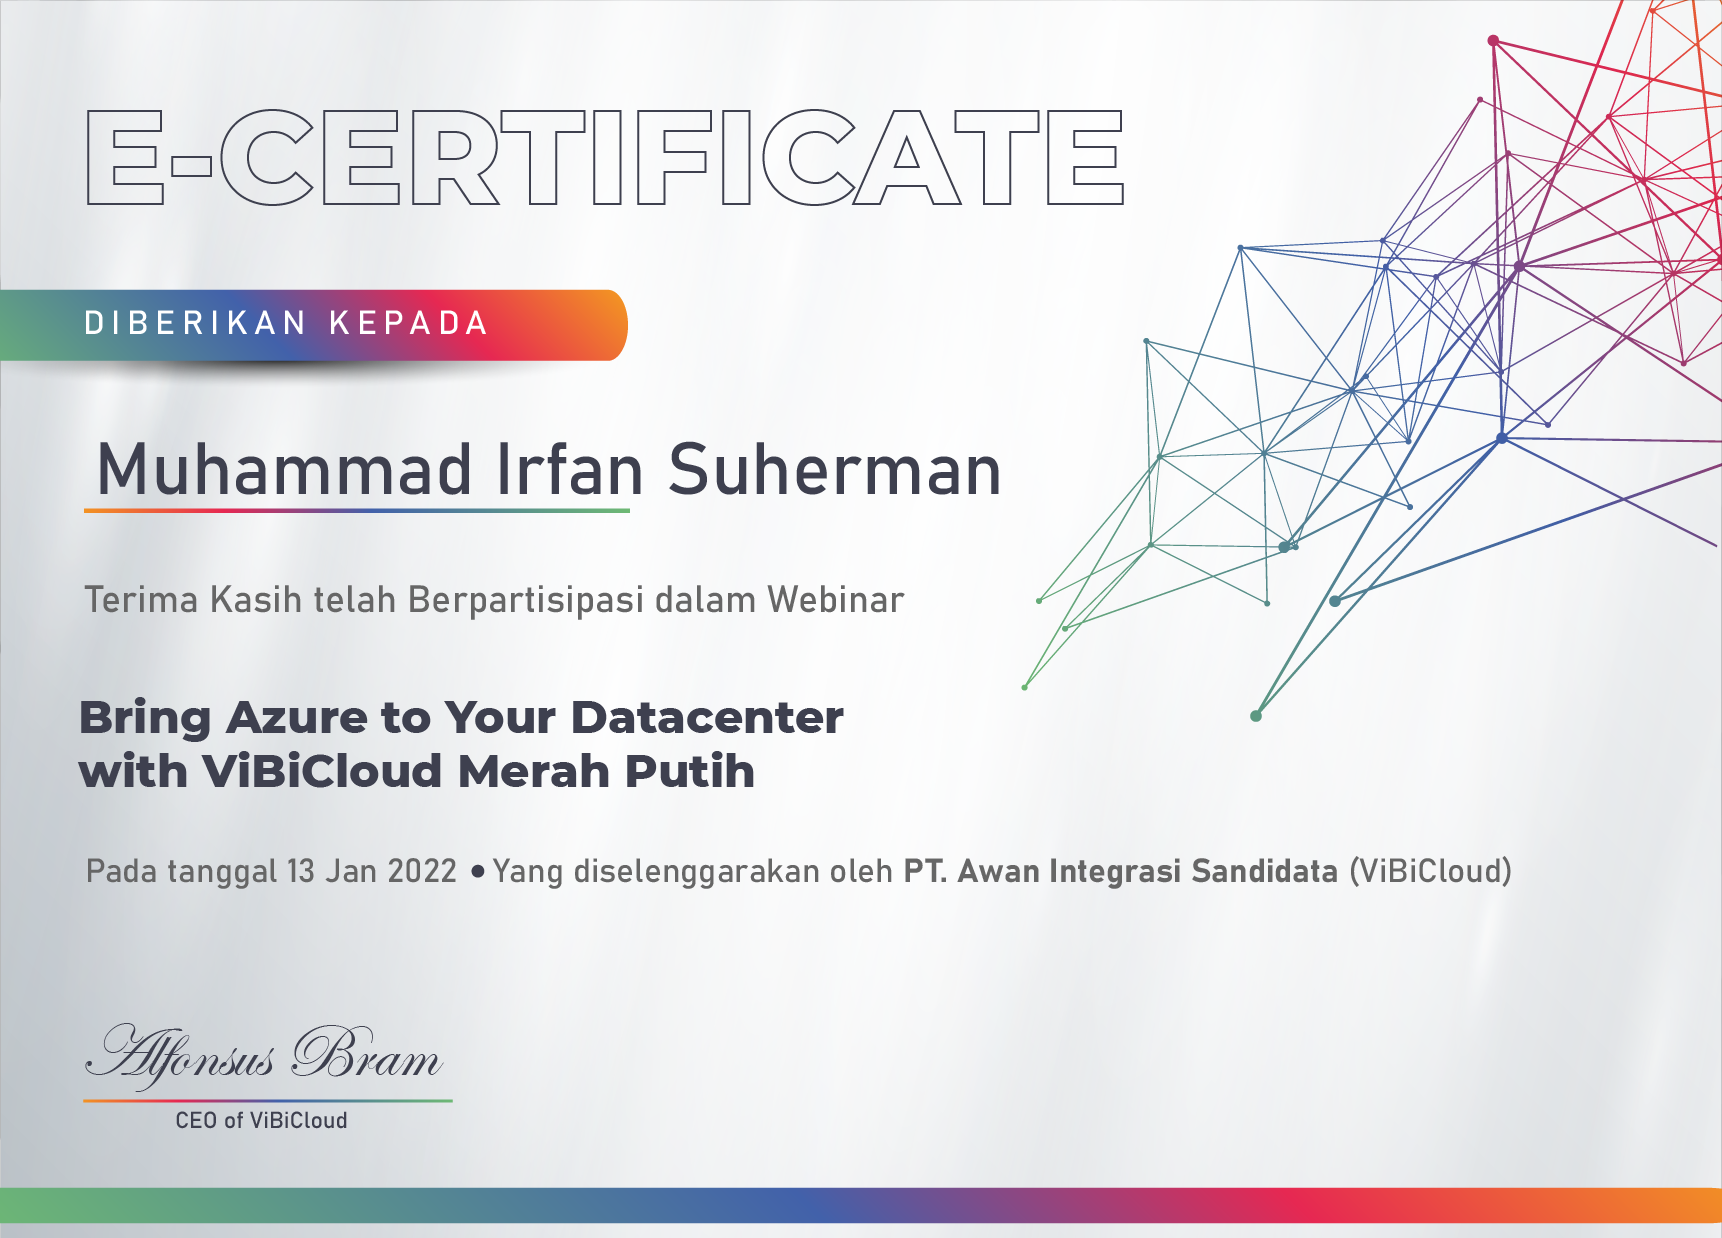 E-CERTIFICATE
DIBERIKAN KEPADA
Muhammad Irfan Suherman
Terima Kasih telah Berpartisipasi dalam Webinar
Bring Azure to Your Datacenter
with ViBiCloud Merah Putih
Pada tanggal 13 Jan 2022 • Yang diselenggarakan oleh PT. Awan Integrasi Sandidata (ViBiCloud)
Alfonsus Bram
CEO of ViBiCloud